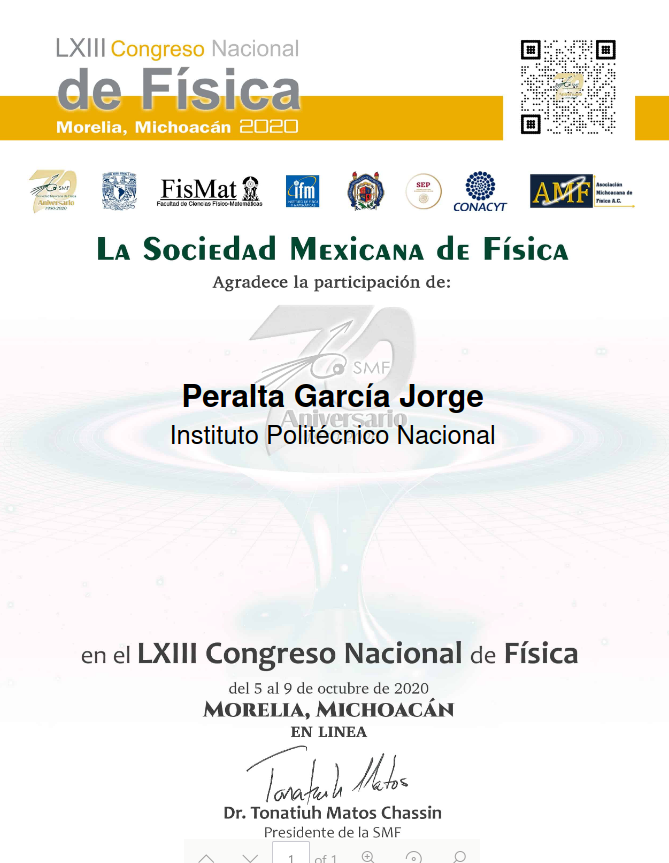 LXIII Congreso Nacional
de Física
Morelia, Michoacán 2020
SMF
Aniversario
FisMat
Facultad de Ciencias Físico-Matemáticas
ifm
SEP
CONACYT
AMF
Asociación
Michoacana de
Física A.C.
La Sociedad Mexicana de Física
Agradece la participación de:
70
SMF
Peralta García Jorge
Aniversario
Instituto Politécnico Nacional
en el LXIII Congreso Nacional de Física
del 5 al 9 de octubre de 2020
Morelia, Michoacán
EN LINEA
Tonatiuh Matos
Dr. Tonatiuh Matos Chassin
Presidente de la SMF
1 of 1